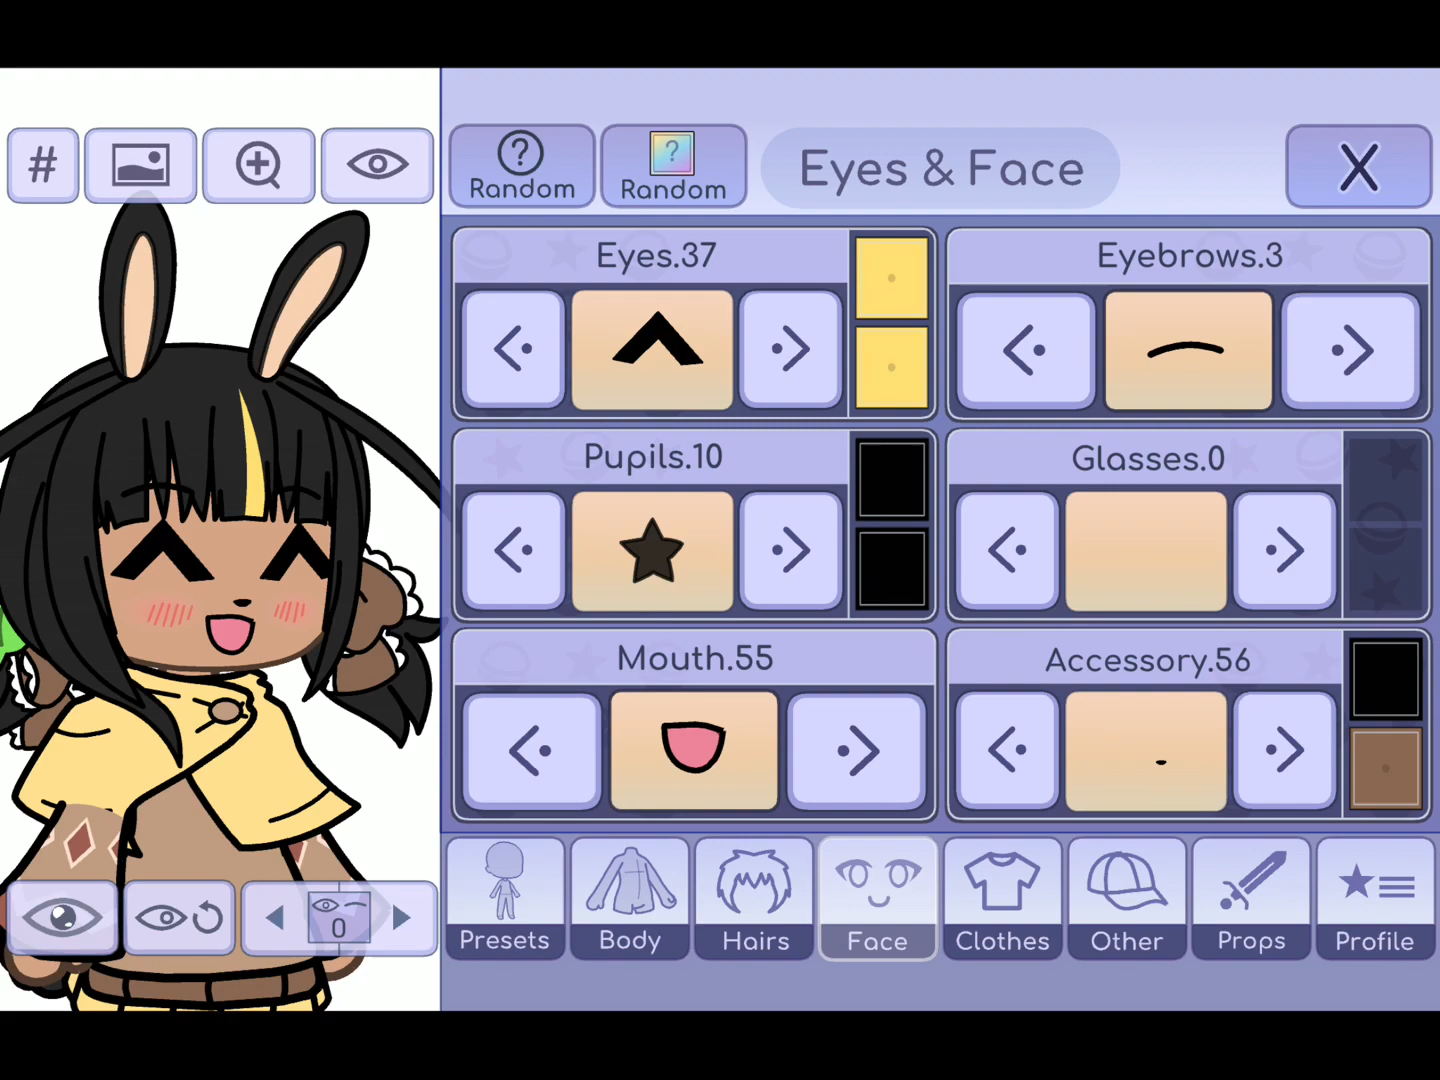 #
?
Random
?
Random
Eyes & Face
X
Eyes.37
Eyebrows.3
Pupils.10
Glasses.0
Mouth.55
Accessory.56
0
Presets
Body
Hairs
Face
Clothes
Other
Props
Profile